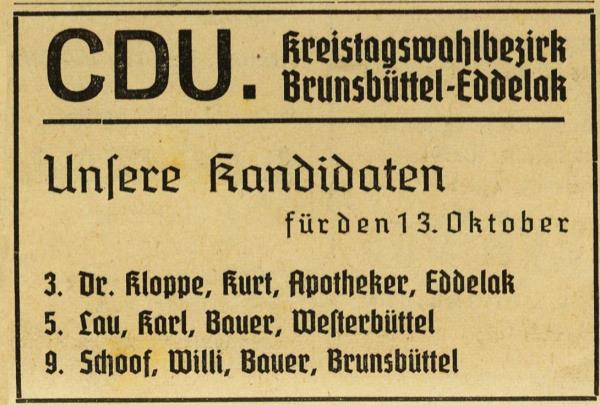 CDU.
Kreistagswahlbezirk
Brunsbüttel-Eddelak
Unsere Kandidaten
für den 13. Oktober
3. Dr. Kloppe, Kurt, Apotheker, Eddelak
5. Lau, Karl, Bauer, Westerbüttel
9. Schoof, Willi, Bauer, Brunsbüttel